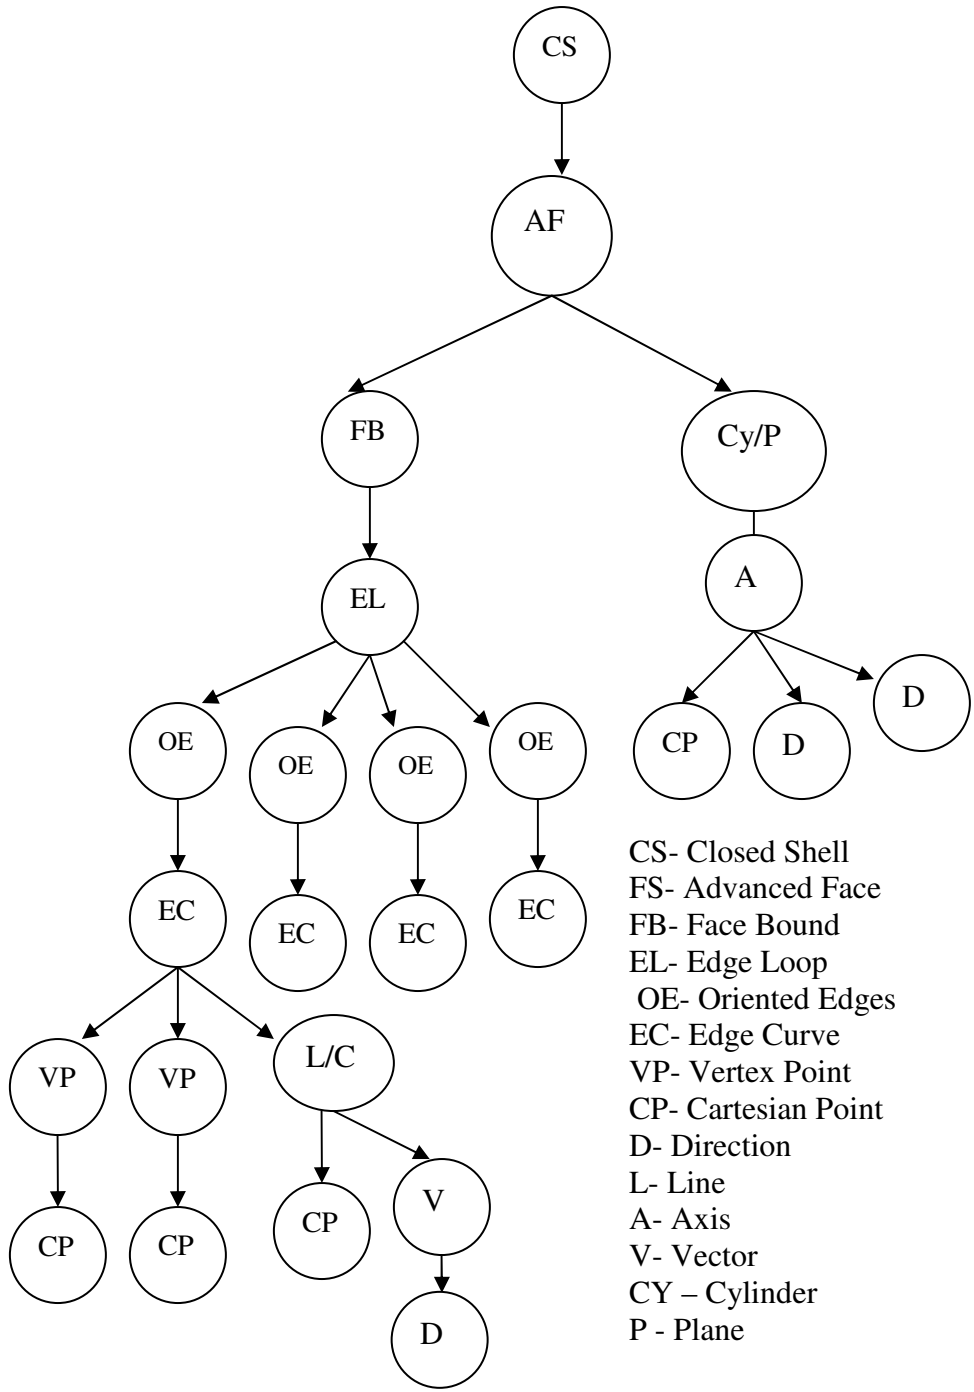 CS
AF
FB
Cy/P
EL
A
OE
OE
OE
OE
CP
D
D
EC
EC
EC
EC
VP
VP
L/C
CP
CP
CP
V
D
CS- Closed Shell
FS- Advanced Face
FB- Face Bound
EL- Edge Loop
OE- Oriented Edges
EC- Edge Curve
VP- Vertex Point
CP- Cartesian Point
D- Direction
L- Line
A- Axis
V- Vector
CY – Cylinder
P - Plane